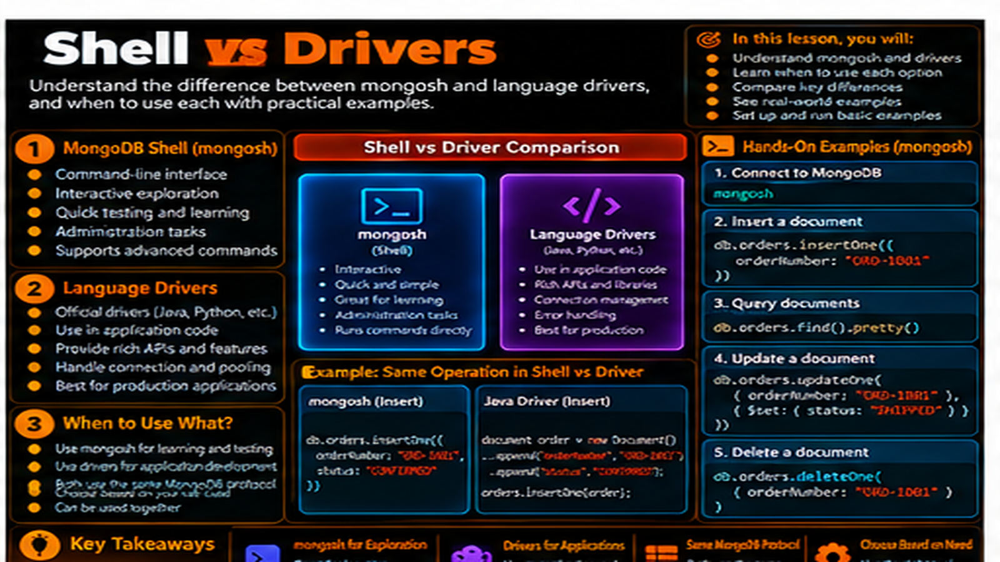 Shell vs Drivers
Understand the difference between mongosh and language drivers,
and when to use each with practical examples.
In this lesson, you will:
Understand mongosh and drivers
Learn when to use each option
Compare key differences
See real-world examples
Set up and run basic examples
1 MongoDB Shell (mongosh)
Command-line interface
Interactive exploration
Quick testing and learning
Administration tasks
Supports advanced commands
2 Language Drivers
Official drivers (Java, Python, etc.)
Use in application code
Provide rich APIs and features
Handle connection and pooling
Best for production applications
3 When to Use What?
Use mongosh for learning and testing
Use drivers for application development
Both use the same MongoDB protocol
Choose based on your use
Can be used together
Shell vs Driver Comparison
mongosh
(Shell)
Interactive
Quick and simple
Great for learning
Administration tasks
Runs commands directly
Language Drivers
(Java, Python, etc.)
Use in application code
Rich APIs and libraries
Connection managemet
Error handling
Best for production
Example: Same Operation in Shell vs Driver
mongosh (Insert)
db.orders.insertOne({
orderNumber:
status:
})
Java Driver (Insert)
document order = new Document()
.append("orderNumber",
.append("status",
orders.insertOne(order);
>_ Hands-On Examples (mongosh)
1. Connect to MongoDB
mongosh
2. Insert a document
db.orders.insertOne({
orderNumber: "ORD-1001"
})
3. Query documents
db.orders.find().pretty()
4. Update a document
db.orders.updateOne(
{ orderNumber: "ORD-1001" },
{ $set: { status: "SHIPPED" } }
})
5. Delete a document
db.orders.deleteOne(
{ orderNumber: "ORD-1001" }
)
Key Takeaways
mongosh for Exploration
Drivers for Applications
Same MongoDB Protocol
Choose Based on Need